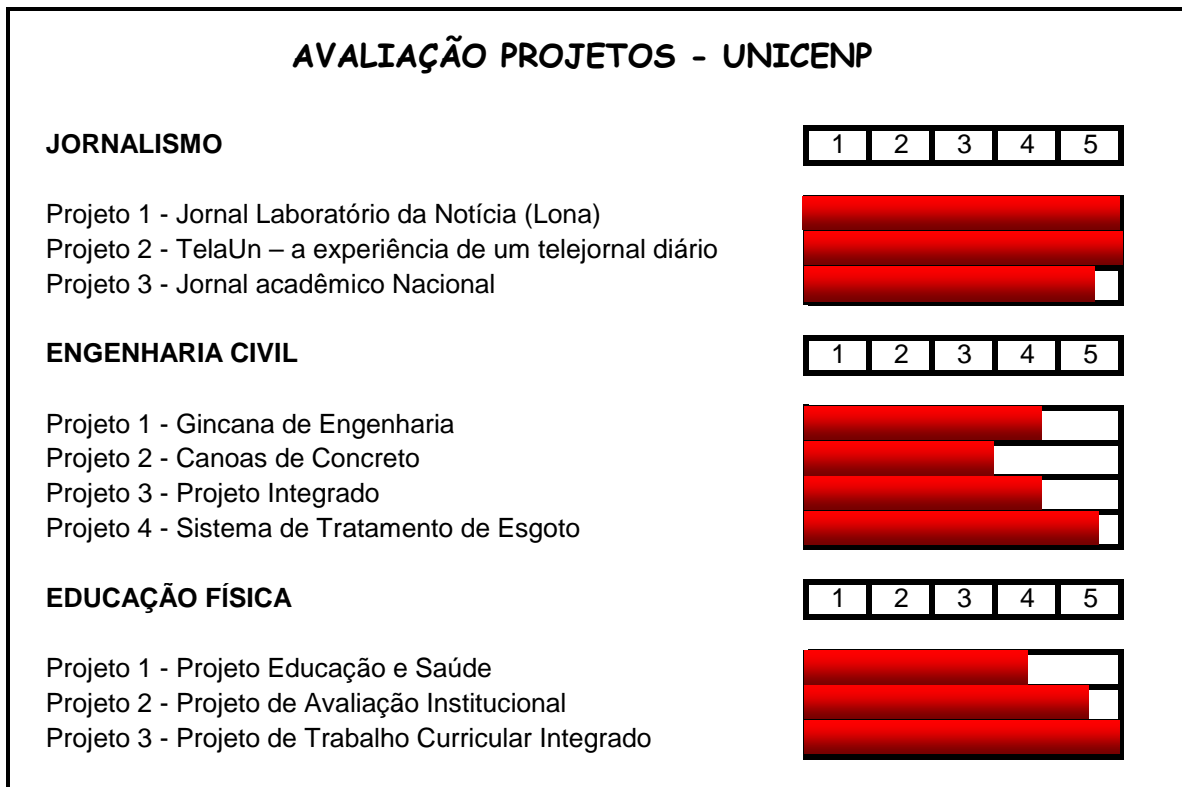 AVALIAÇÃO PROJETOS - UNICENP
JORNALISMO 1 2 3 4 5
Projeto 1 - Jornal Laboratório da Notícia (Lona)
Projeto 2 - TelaUn – a experiência de um telejornal diário
Projeto 3 - Jornal acadêmico Nacional
ENGENHARIA CIVIL 1 2 3 4 5
Projeto 1 - Gincana de Engenharia
Projeto 2 - Canoas de Concreto
Projeto 3 - Projeto Integrado
Projeto 4 - Sistema de Tratamento de Esgoto
EDUCAÇÃO FÍSICA 1 2 3 4 5
Projeto 1 - Projeto Educação e Saúde
Projeto 2 - Projeto de Avaliação Institucional
Projeto 3 - Projeto de Trabalho Curricular Integrado